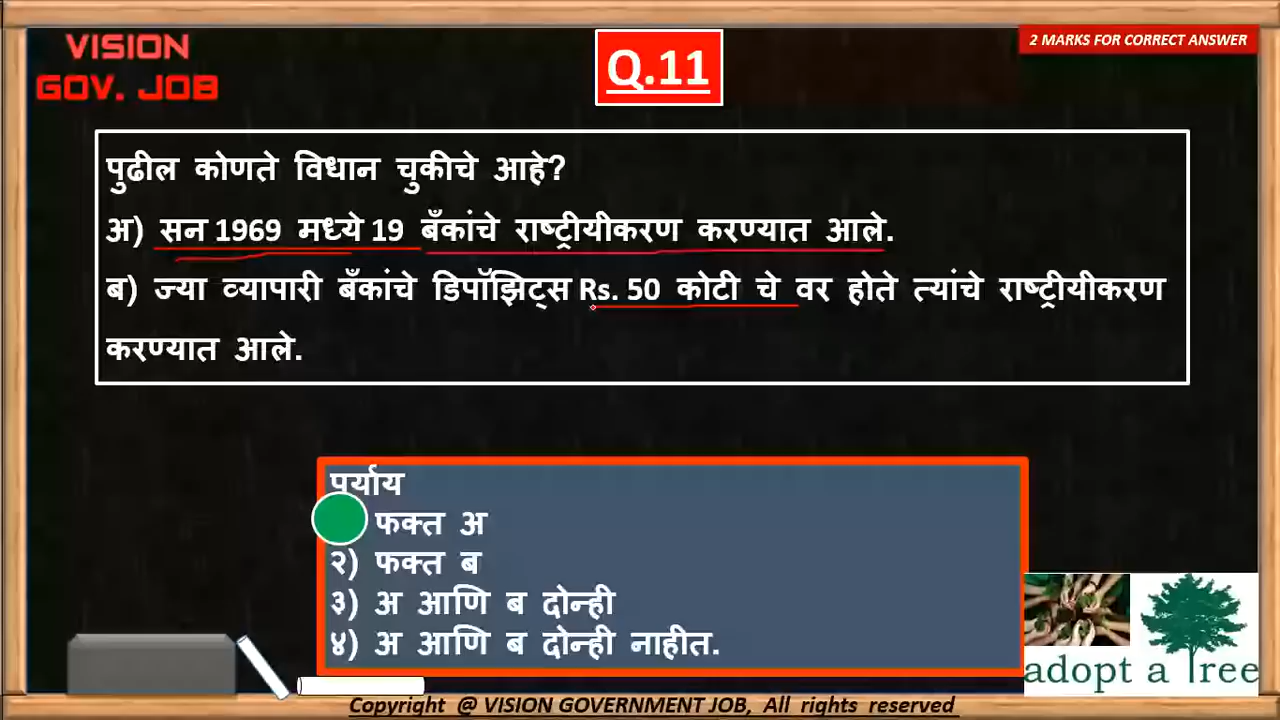 VISION
GOV. JOB
Q.11
2 MARKS FOR CORRECT ANSWER
पुढील कोणते विधान चुकीचे आहे?
अ) सन 1969 मध्ये 19 बँकांचे राष्ट्रीयीकरण करण्यात आले.
ब) ज्या व्यापारी बँकांचे डिपॉझिट्स Rs. 50 कोटी चे वर होते त्यांचे राष्ट्रीयीकरण
करण्यात आले.
पर्याय
फक्त अ
२) फक्त ब
३) अ आणि ब दोन्ही
४) अ आणि ब दोन्ही नाहीत.
adopt a Tree
Copyright @ VISION GOVERNMENT JOB, All rights reserved